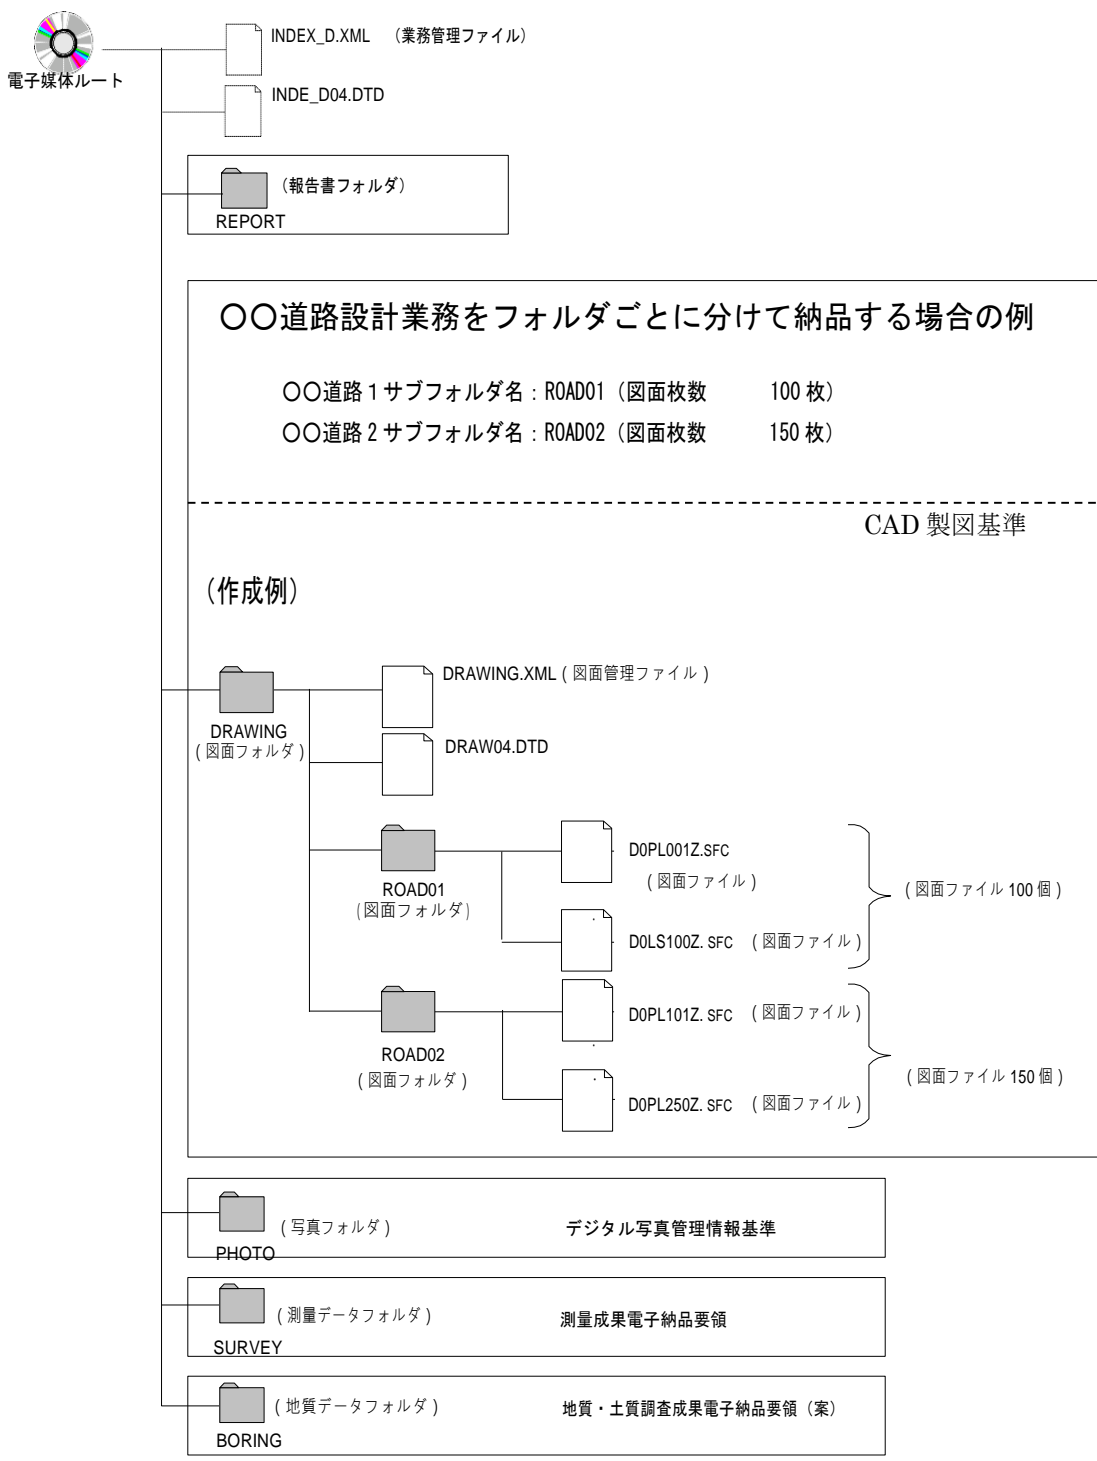 INDEX_D.XML （業務管理ファイル）
電子媒体ルート
INDE_D04.DTD
（報告書フォルダ）
REPORT
〇〇道路設計業務をフォルダごとに分けて納品する場合の例
〇〇道路１サブフォルダ名：ROAD01（図面枚数 100 枚）
〇〇道路２サブフォルダ名：ROAD02（図面枚数 150 枚）
CAD 製図基準
（作成例）
DRAWING.XML（図面管理ファイル）
DRAWING
（図面フォルダ）
DRAW04.DTD
D0PL001Z.SFC
（図面ファイル）
ROAD01
（図面フォルダ）
（図面ファイル 100 個）
D0LS100Z.SFC （図面ファイル）
D0PL101Z.SFC （図面ファイル）
ROAD02
（図面フォルダ）
（図面ファイル 150 個）
D0PL250Z.SFC （図面ファイル）
（写真フォルダ） デジタル写真管理情報基準
PHOTO
（測量データフォルダ） 測量成果電子納品要領
SURVEY
（地質データフォルダ） 地質・土質調査成果電子納品要領（案）
BORING